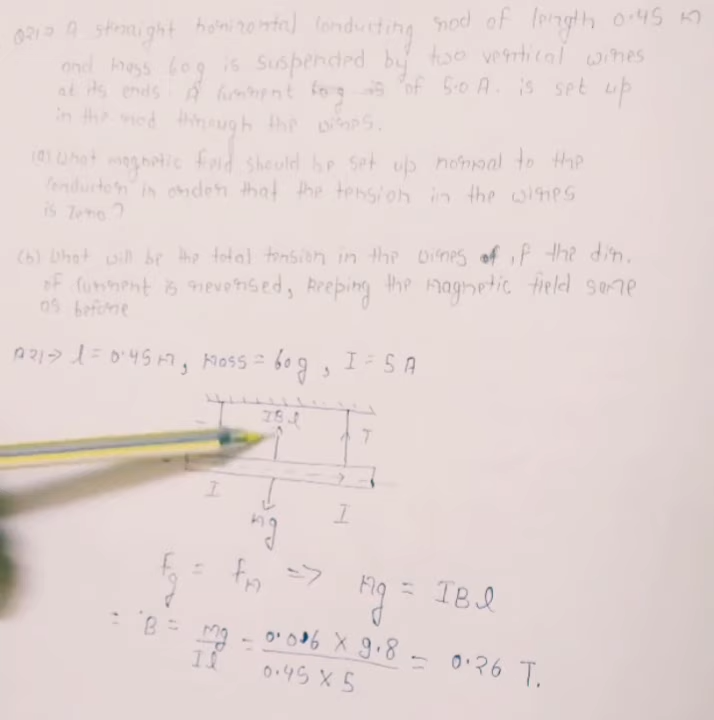 Q21-> A straight horizontal conducting rod of length 0.45 m
and mass 60g is suspended by two vertical wires
at its ends. A current of 5.0 A. is set up
in the rod through the wires.
(a) What magnetic field should be set up normal to the
conductor in order that the tension in the wires
is zero?
(b) What will be the total tension in the wires if the dirn.
of current is reversed, keeping the magnetic field same
as before
A21-> l = 0.45 m, Mass = 60g, I = 5 A
IBl
T
I
mg
I
Fg = Fm => mg = IBl
= B = mg/Il = 0.006 X 9.8 / 0.45 X 5 = 0.26 T.